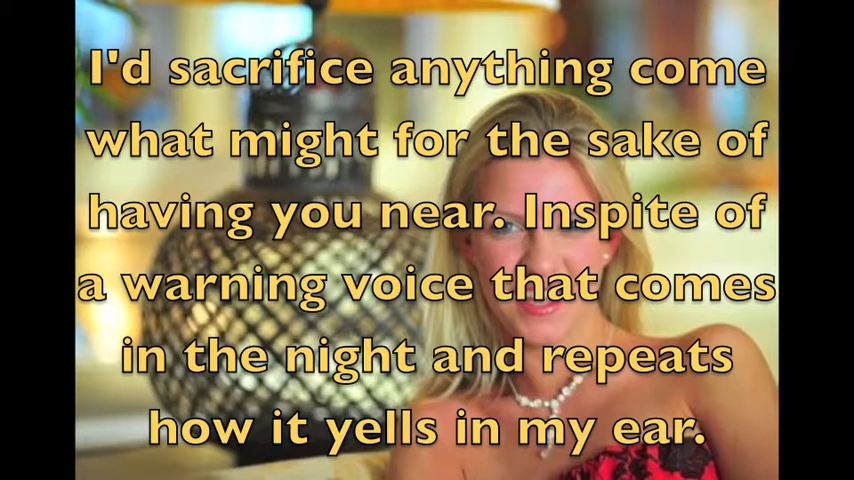 I'd sacrifice anything come
what might for the sake of
having you near. Inspite of
a warning voice that comes
in the night and repeats
how it yells in my ear.